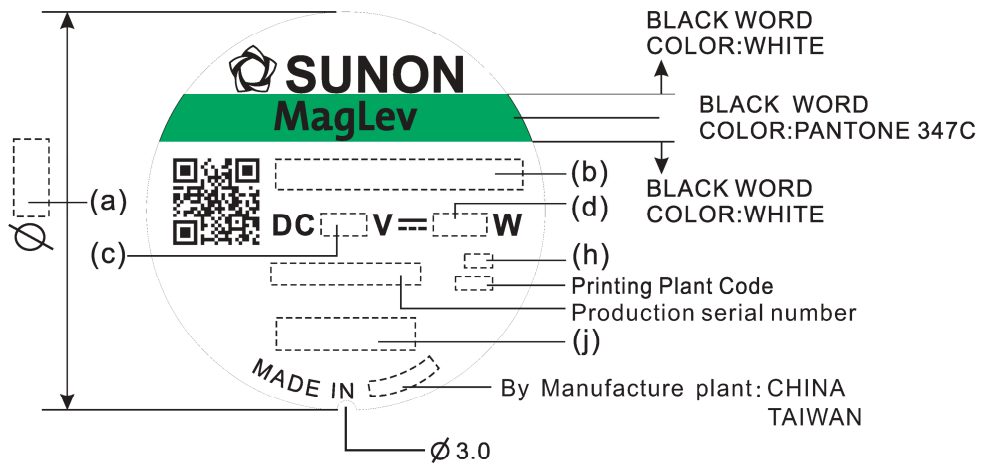 BLACK WORD
COLOR:WHITE
SUNON
MagLev
BLACK WORD
COLOR:PANTONE 347C
(a)
(b)
BLACK WORD
COLOR:WHITE
(d)
DC V W
(c)
(h)
Printing Plant Code
Production serial number
(j)
MADE IN
By Manufacture plant: CHINA
TAIWAN
Ø
Ø 3.0